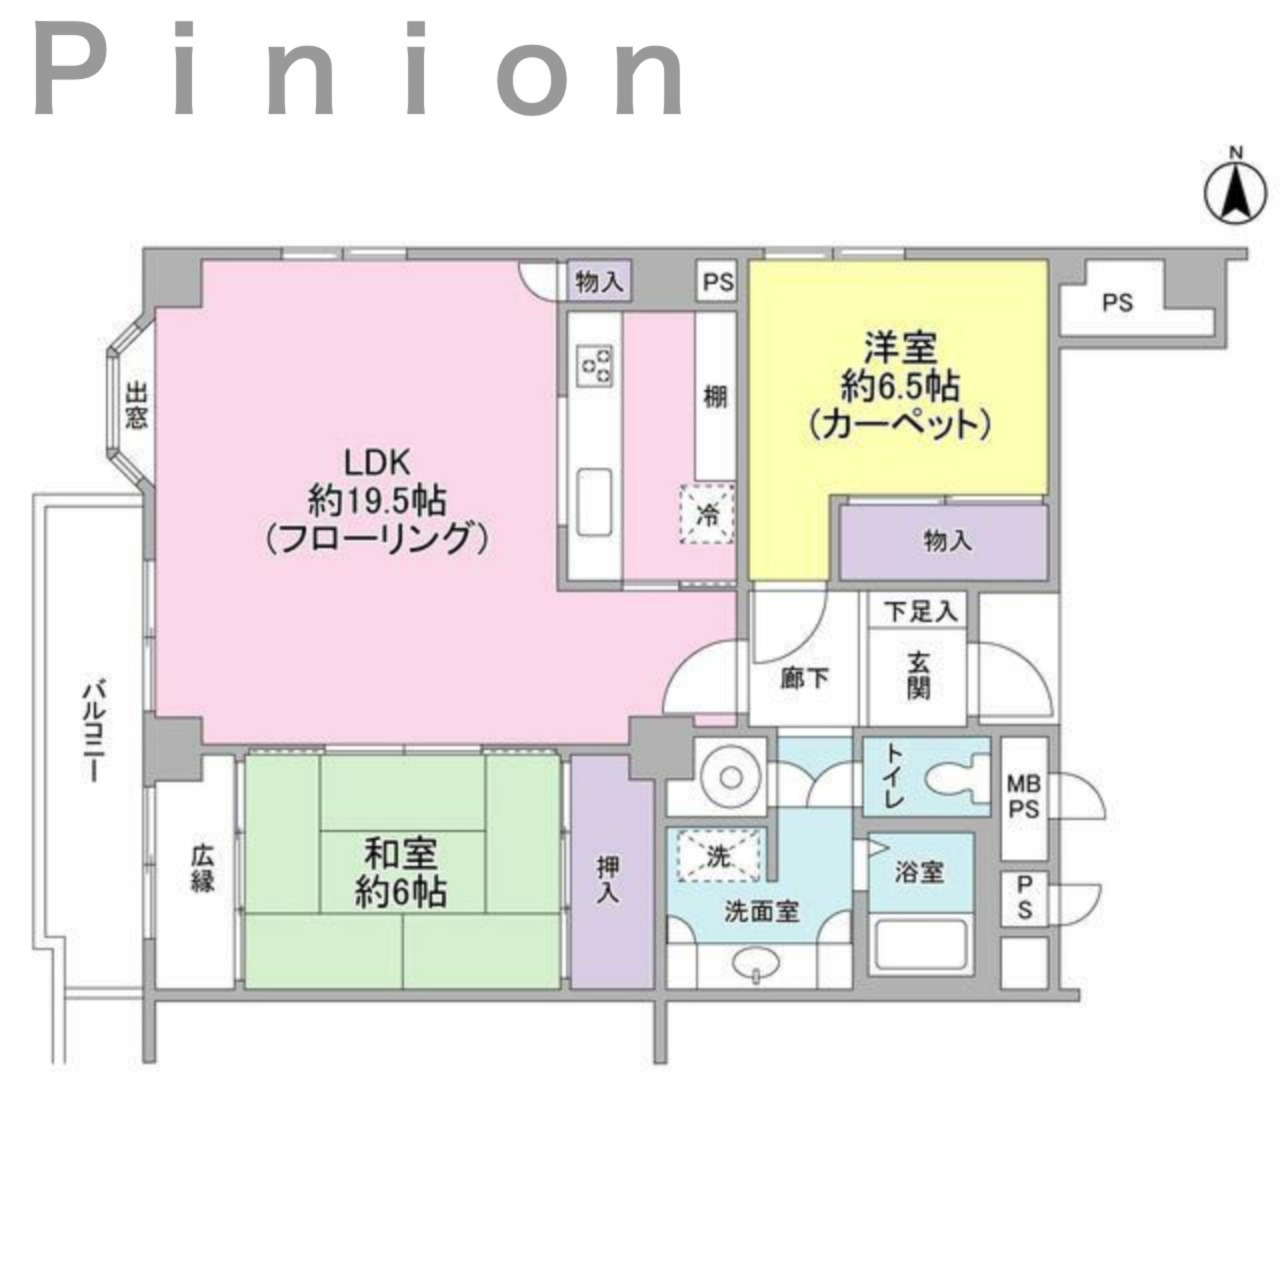 Pinion
N
物入
PS
PS
洋室
約6.5帖
(カーペット)
出窓
棚
LDK
約19.5帖
(フローリング)
冷
物入
下足入
玄関
廊下
バルコニー
トイレ
MB
PS
和室
約6帖
広縁
押入
洗
浴室
PS
洗面室